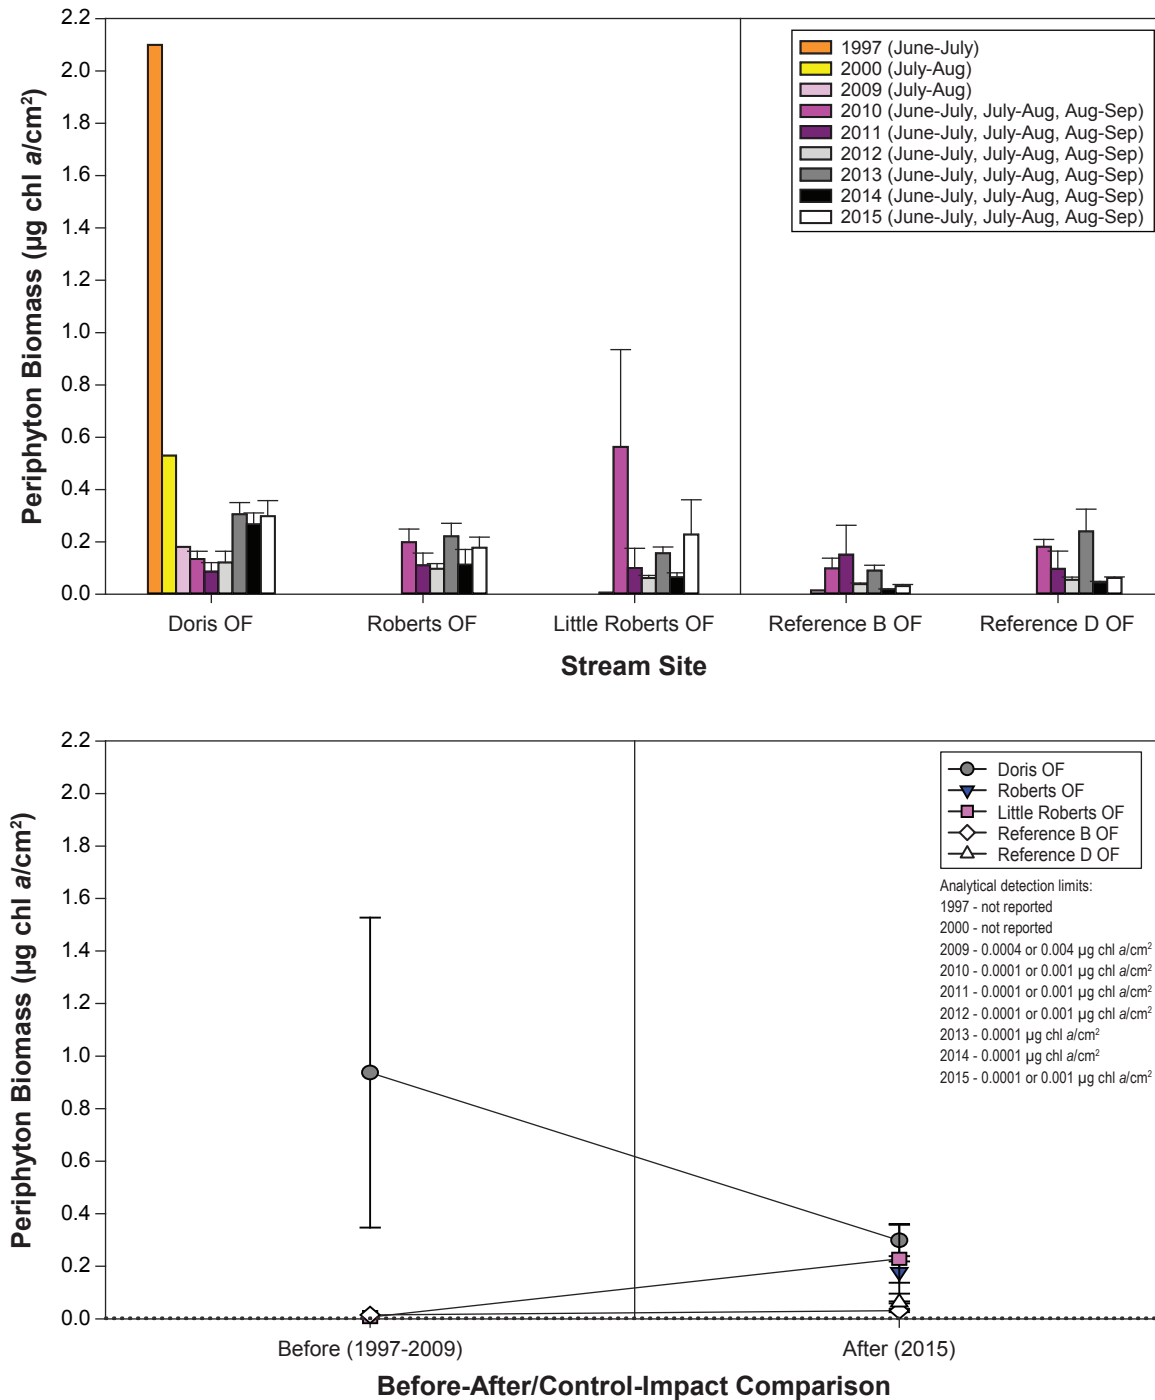 2.2
2.0
1.8
1.6
1.4
1.2
1.0
0.8
0.6
0.4
0.2
0.0
Periphyton Biomass (µg chl a/cm²)
1997 (June-July)
2000 (July-Aug)
2009 (July-Aug)
2010 (June-July, July-Aug, Aug-Sep)
2011 (June-July, July-Aug, Aug-Sep)
2012 (June-July, July-Aug, Aug-Sep)
2013 (June-July, July-Aug, Aug-Sep)
2014 (June-July, July-Aug, Aug-Sep)
2015 (June-July, July-Aug, Aug-Sep)
Doris OF
Roberts OF
Little Roberts OF
Reference B OF
Reference D OF
Stream Site
2.2
2.0
1.8
1.6
1.4
1.2
1.0
0.8
0.6
0.4
0.2
0.0
Periphyton Biomass (µg chl a/cm²)
Doris OF
Roberts OF
Little Roberts OF
Reference B OF
Reference D OF
Analytical detection limits:
1997 - not reported
2000 - not reported
2009 - 0.0004 or 0.004 µg chl a/cm²
2010 - 0.0001 or 0.001 µg chl a/cm²
2011 - 0.0001 or 0.001 µg chl a/cm²
2012 - 0.0001 or 0.001 µg chl a/cm²
2013 - 0.0001 µg chl a/cm²
2014 - 0.0001 µg chl a/cm²
2015 - 0.0001 or 0.001 µg chl a/cm²
Before (1997-2009)
After (2015)
Before-After/Control-Impact Comparison